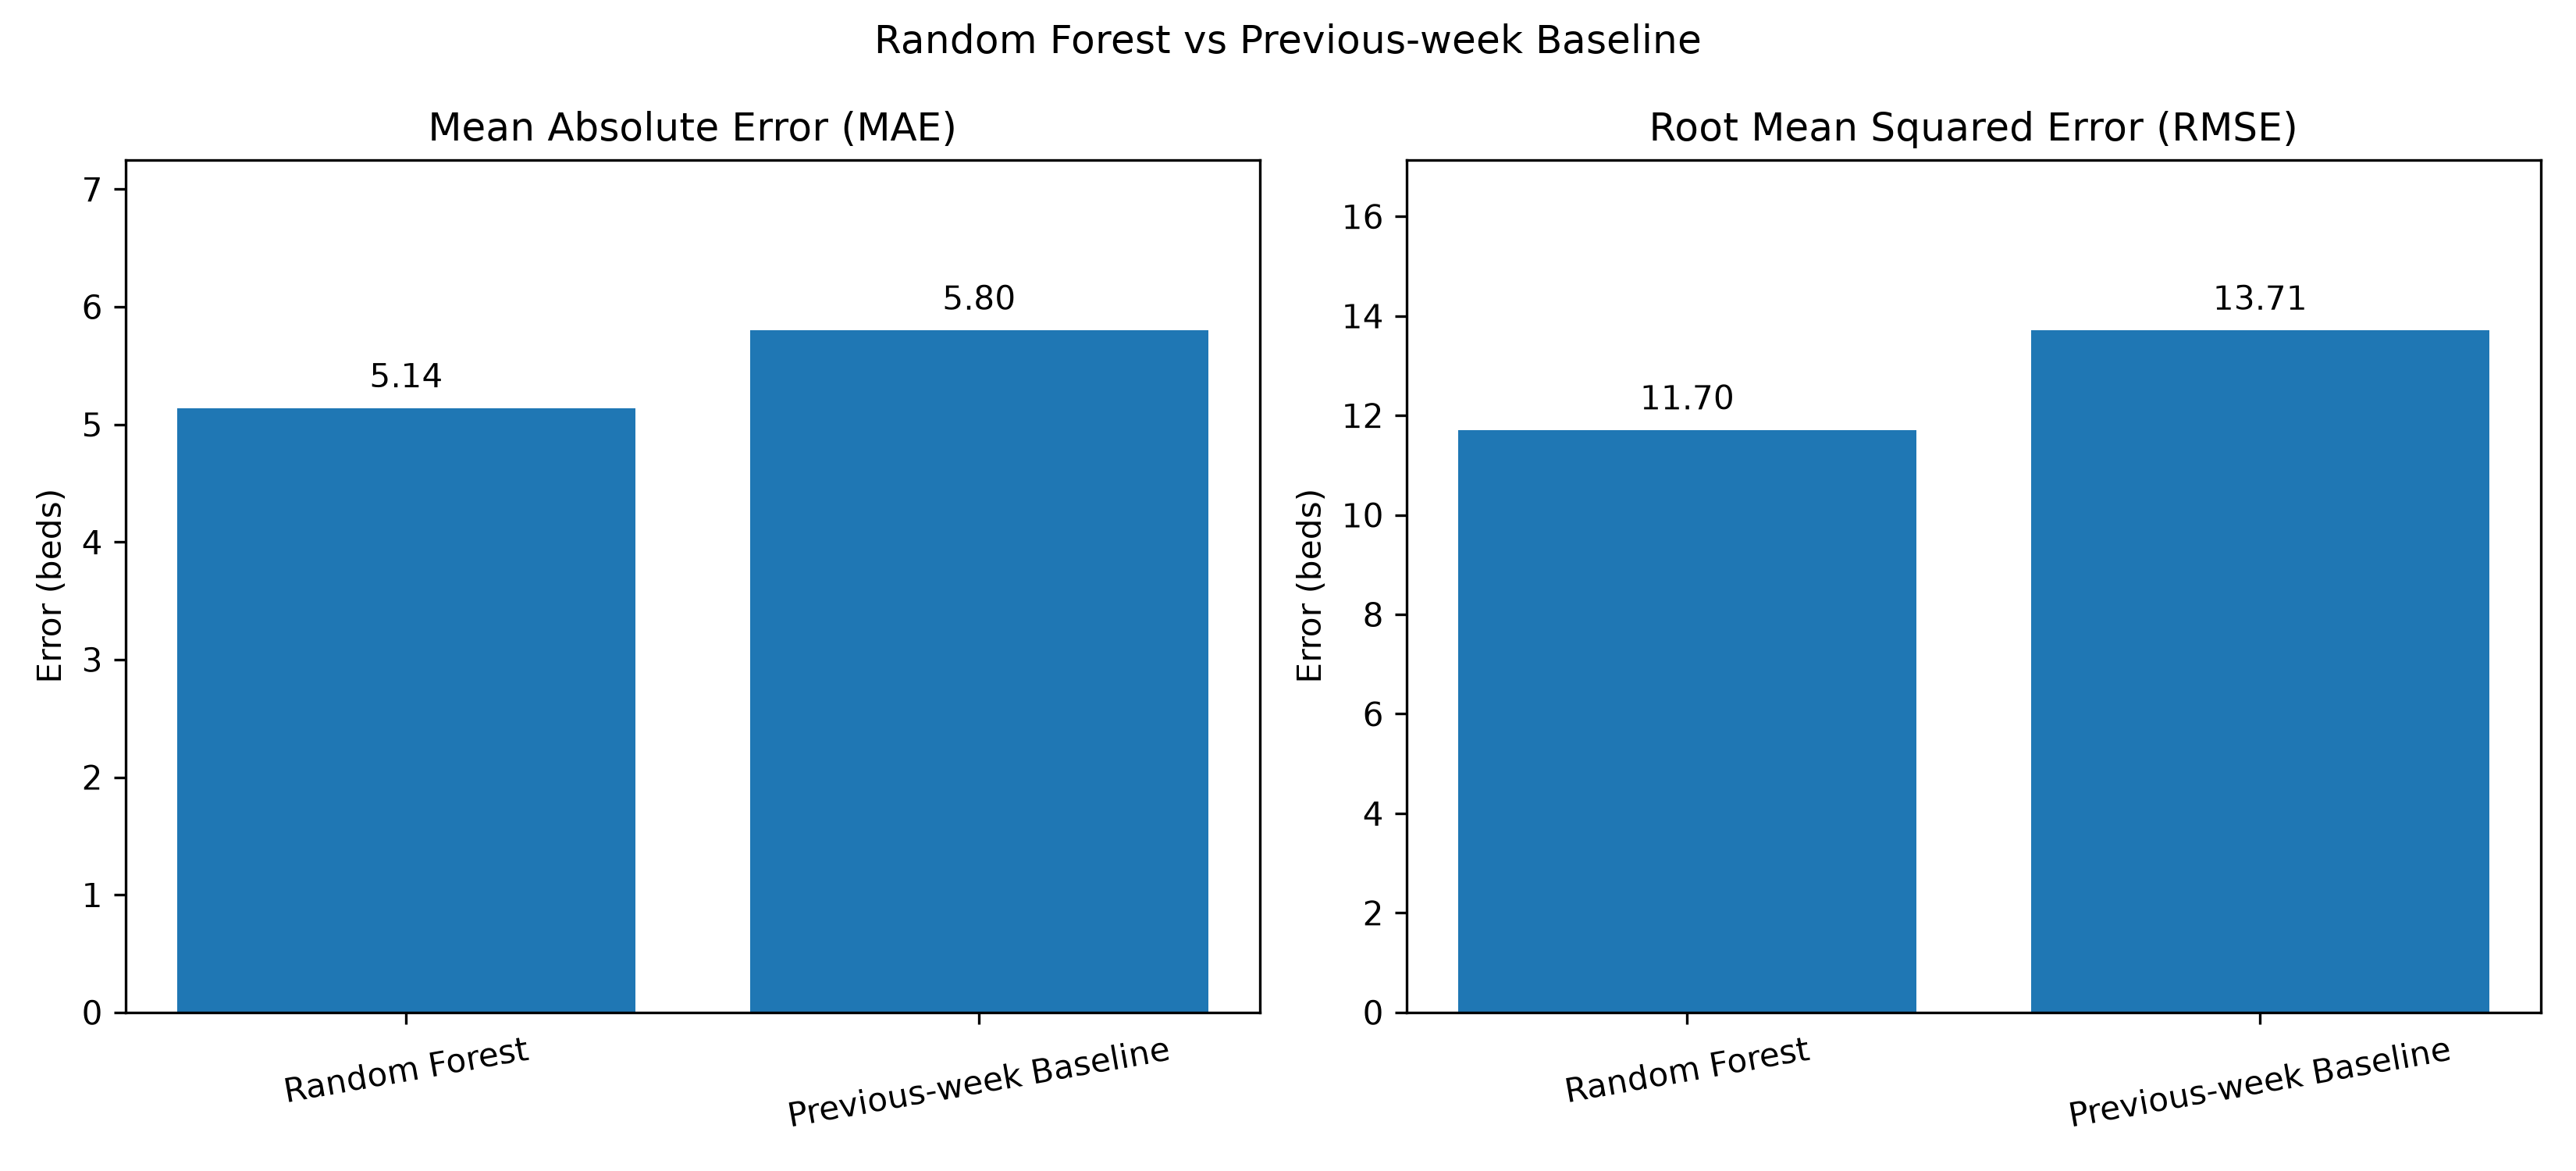 Random Forest vs Previous-week Baseline
Mean Absolute Error (MAE)
Error (beds)
7
6
5
4
3
2
1
0
5.14
5.80
Random Forest
Previous-week Baseline
Root Mean Squared Error (RMSE)
Error (beds)
16
14
12
10
8
6
4
2
0
11.70
13.71
Random Forest
Previous-week Baseline